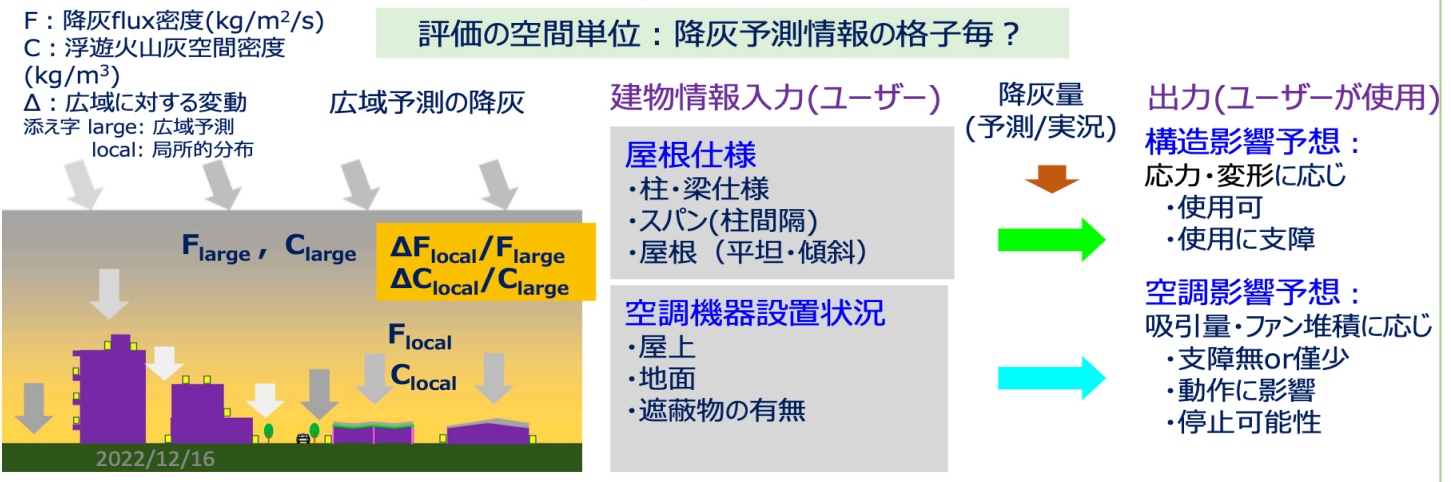 F：降灰flux密度(kg/m²/s)
C：浮遊火山灰空間密度
(kg/m³)
Δ：広域に対する変動
添え字 large: 広域予測
local: 局所的分布
評価の空間単位：降灰予測情報の格子毎？
広域予測の降灰
F_large , C_large
ΔF_local/F_large
ΔC_local/C_large
F_local
C_local
2022/12/16
建物情報入力(ユーザー)
屋根仕様
・柱・梁仕様
・スパン(柱間隔)
・屋根（平坦・傾斜）
空調機器設置状況
・屋上
・地面
・遮蔽物の有無
降灰量
(予測/実況)
出力(ユーザーが使用)
構造影響予想：
応力・変形に応じ
・使用可
・使用に支障
空調影響予想：
吸引量・ファン堆積に応じ
・支障無or僅少
・動作に影響
・停止可能性